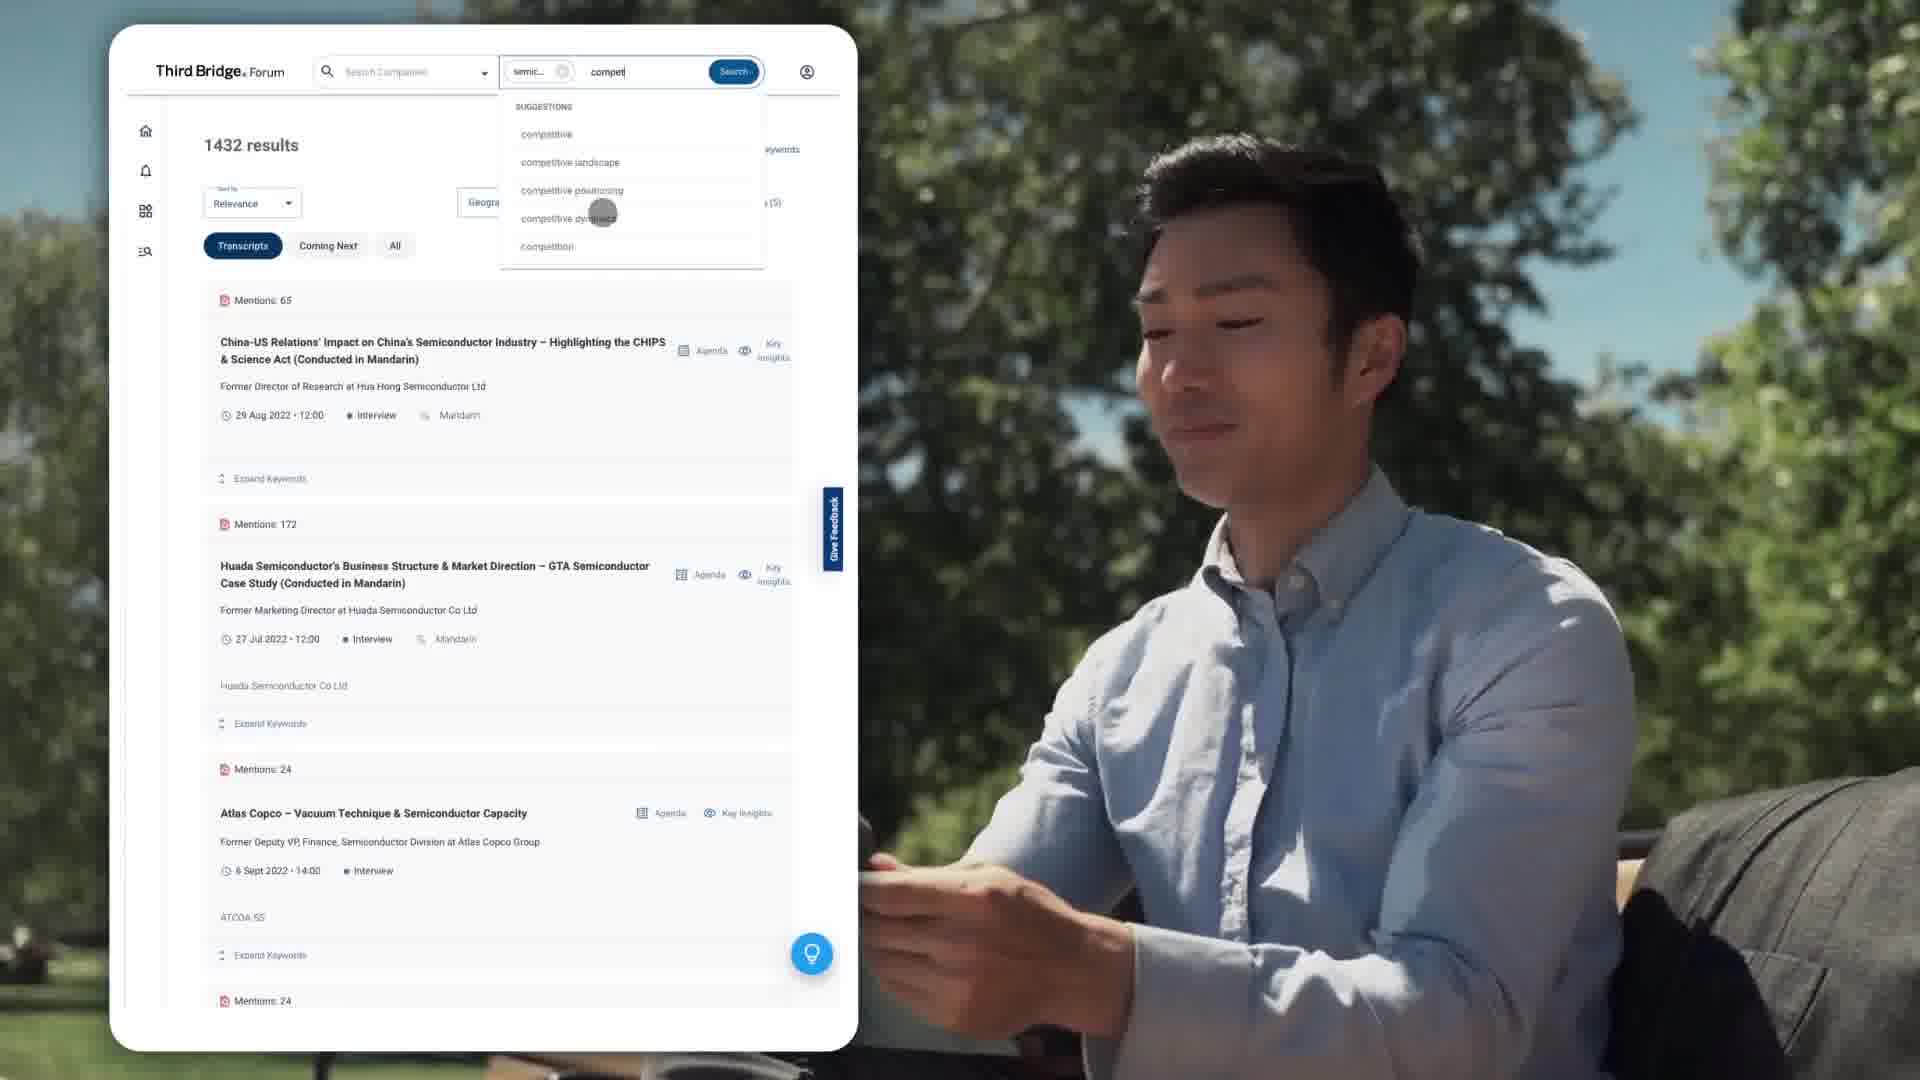 Third Bridge. Forum
Search Companies
semic...
compet
Search
SUGGESTIONS
competitive
competitive landscape
competitive positioning
competitive dynamics
competition
1432 results
eywords
Sort by
Relevance
Geogra
(5)
Transcripts
Coming Next
All
Mentions: 65
China-US Relations' Impact on China's Semiconductor Industry – Highlighting the CHIPS
& Science Act (Conducted in Mandarin)
Agenda
Key
Insights
Former Director of Research at Hua Hong Semiconductor Ltd
29 Aug 2022 • 12:00
Interview
Mandarin
Expand Keywords
Mentions: 172
Huada Semiconductor's Business Structure & Market Direction – GTA Semiconductor
Case Study (Conducted in Mandarin)
Agenda
Key
Insights
Former Marketing Director at Huada Semiconductor Co Ltd
27 Jul 2022 • 12:00
Interview
Mandarin
Huada Semiconductor Co Ltd
Expand Keywords
Give Feedback
Mentions: 24
Atlas Copco – Vacuum Technique & Semiconductor Capacity
Agenda
Key Insights
Former Deputy VP, Finance, Semiconductor Division at Atlas Copco Group
6 Sept 2022 • 14:00
Interview
ATCOA.SS
Expand Keywords
Mentions: 24